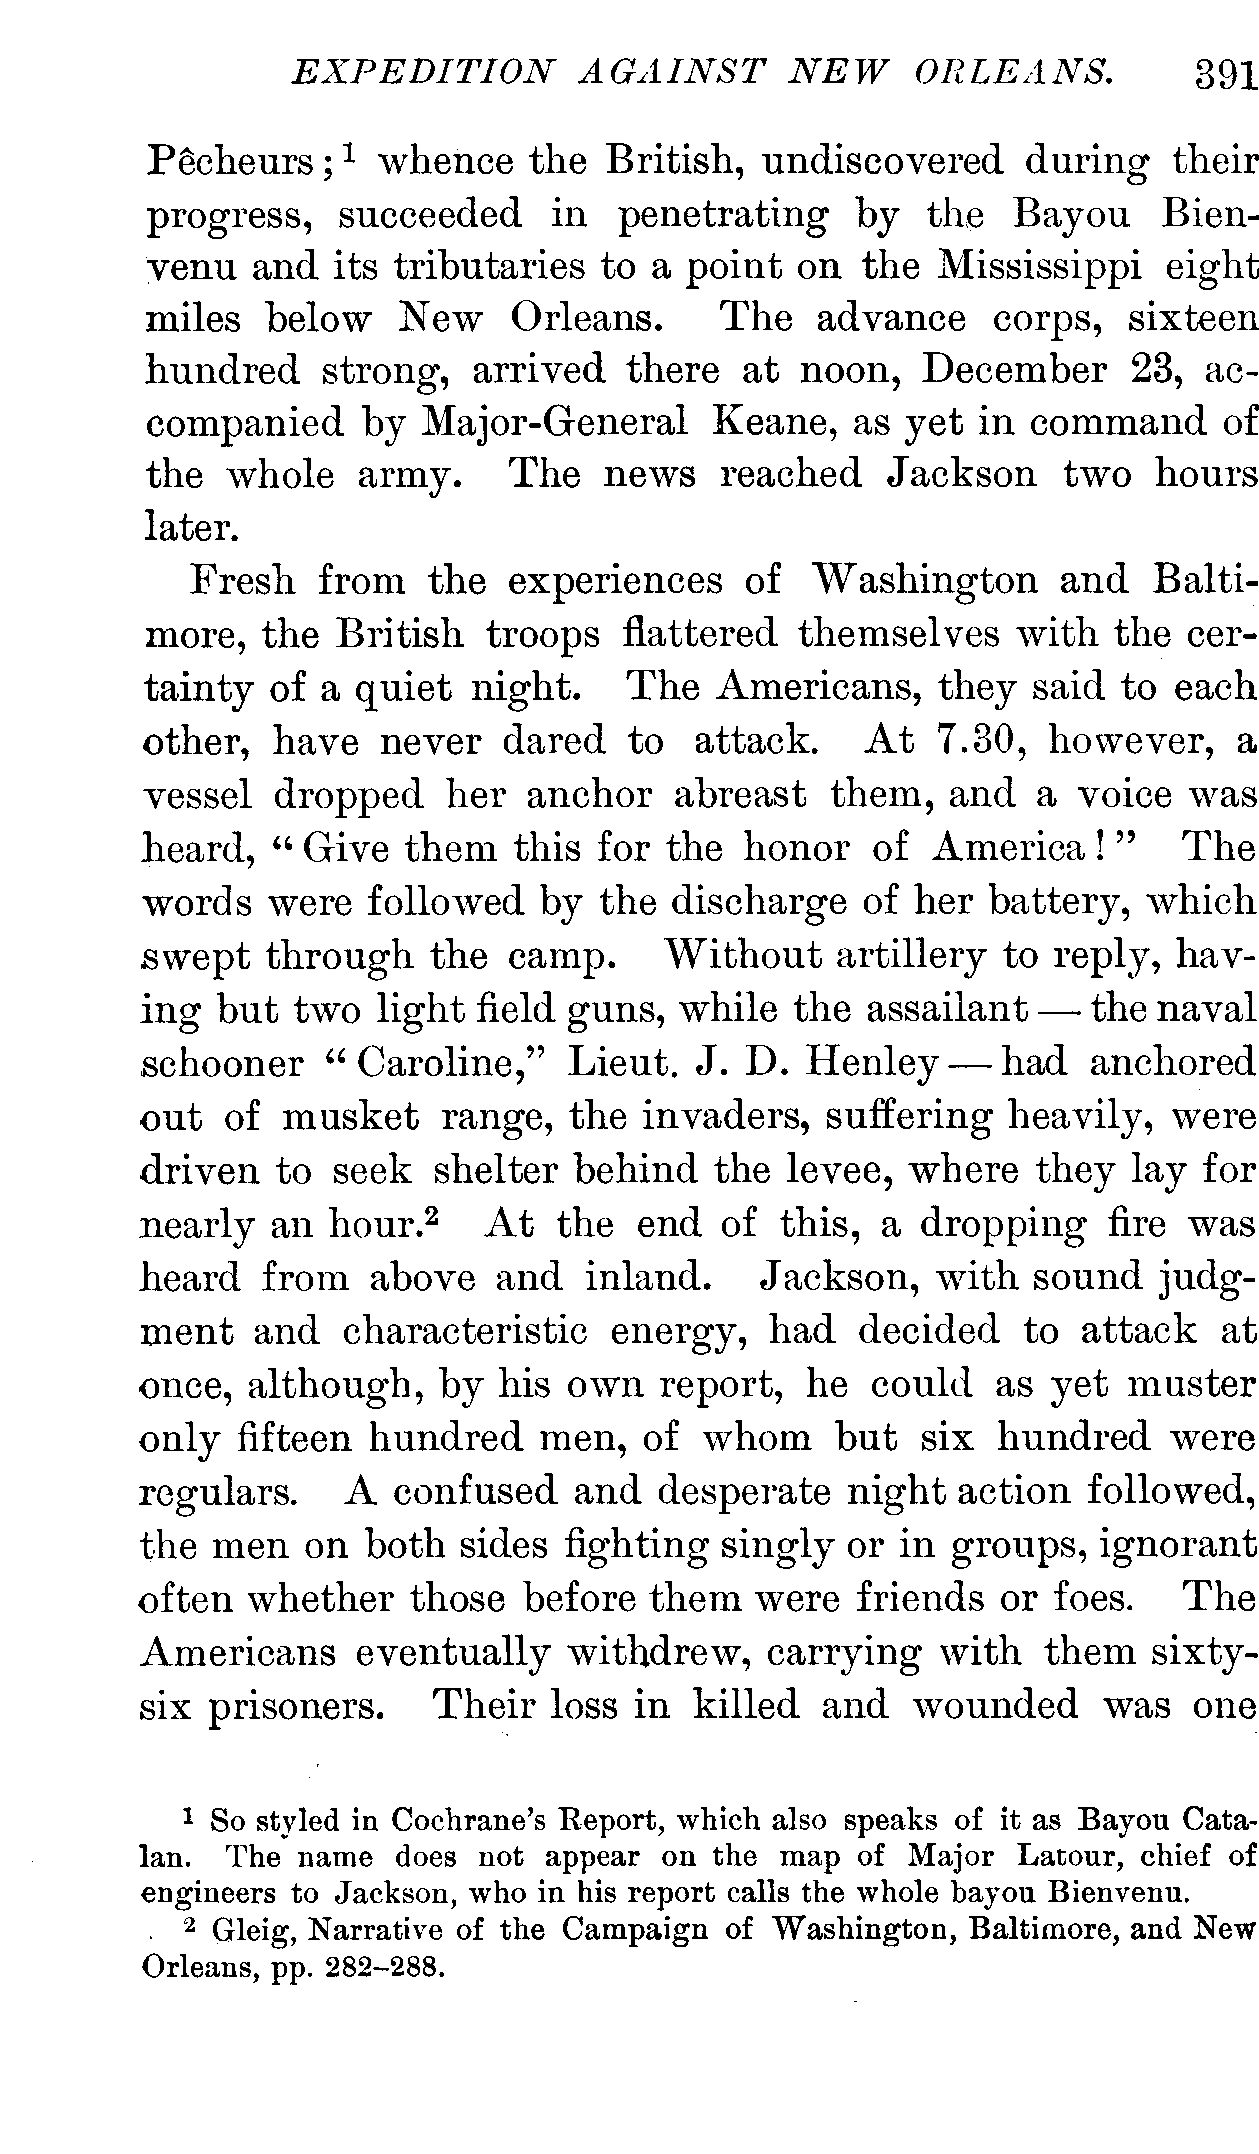 EXPEDITION AGAINST NEW ORLEANS. 391
Pêcheurs ;¹ whence the British, undiscovered during their
progress, succeeded in penetrating by the Bayou Bien-
venu and its tributaries to a point on the Mississippi eight
miles below New Orleans. The advance corps, sixteen
hundred strong, arrived there at noon, December 23, ac-
companied by Major-General Keane, as yet in command of
the whole army. The news reached Jackson two hours
later.
Fresh from the experiences of Washington and Balti-
more, the British troops flattered themselves with the cer-
tainty of a quiet night. The Americans, they said to each
other, have never dared to attack. At 7.30, however, a
vessel dropped her anchor abreast them, and a voice was
heard, “ Give them this for the honor of America ! ” The
words were followed by the discharge of her battery, which
swept through the camp. Without artillery to reply, hav-
ing but two light field guns, while the assailant — the naval
schooner “ Caroline,” Lieut. J. D. Henley — had anchored
out of musket range, the invaders, suffering heavily, were
driven to seek shelter behind the levee, where they lay for
nearly an hour.² At the end of this, a dropping fire was
heard from above and inland. Jackson, with sound judg-
ment and characteristic energy, had decided to attack at
once, although, by his own report, he could as yet muster
only fifteen hundred men, of whom but six hundred were
regulars. A confused and desperate night action followed,
the men on both sides fighting singly or in groups, ignorant
often whether those before them were friends or foes. The
Americans eventually withdrew, carrying with them sixty-
six prisoners. Their loss in killed and wounded was one
¹ So styled in Cochrane’s Report, which also speaks of it as Bayou Cata-
lan. The name does not appear on the map of Major Latour, chief of
engineers to Jackson, who in his report calls the whole bayou Bienvenu.
² Gleig, Narrative of the Campaign of Washington, Baltimore, and New
Orleans, pp. 282–288.